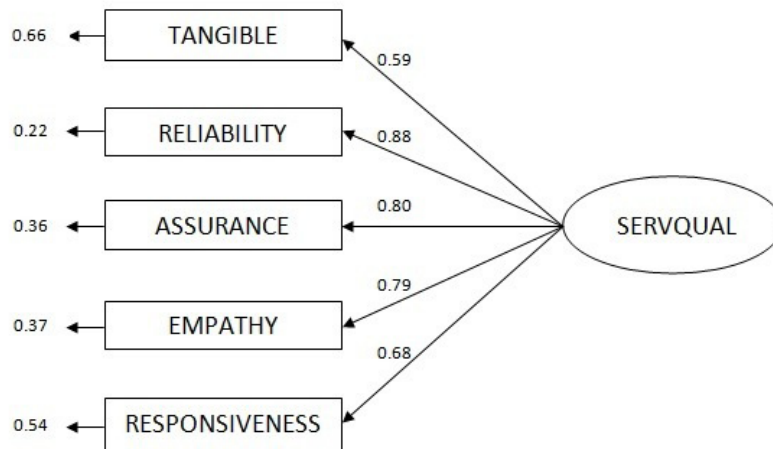 0.66
TANGIBLE
0.59
0.22
RELIABILITY
0.88
0.36
ASSURANCE
0.80
SERVQUAL
0.37
EMPATHY
0.79
0.54
RESPONSIVENESS
0.68